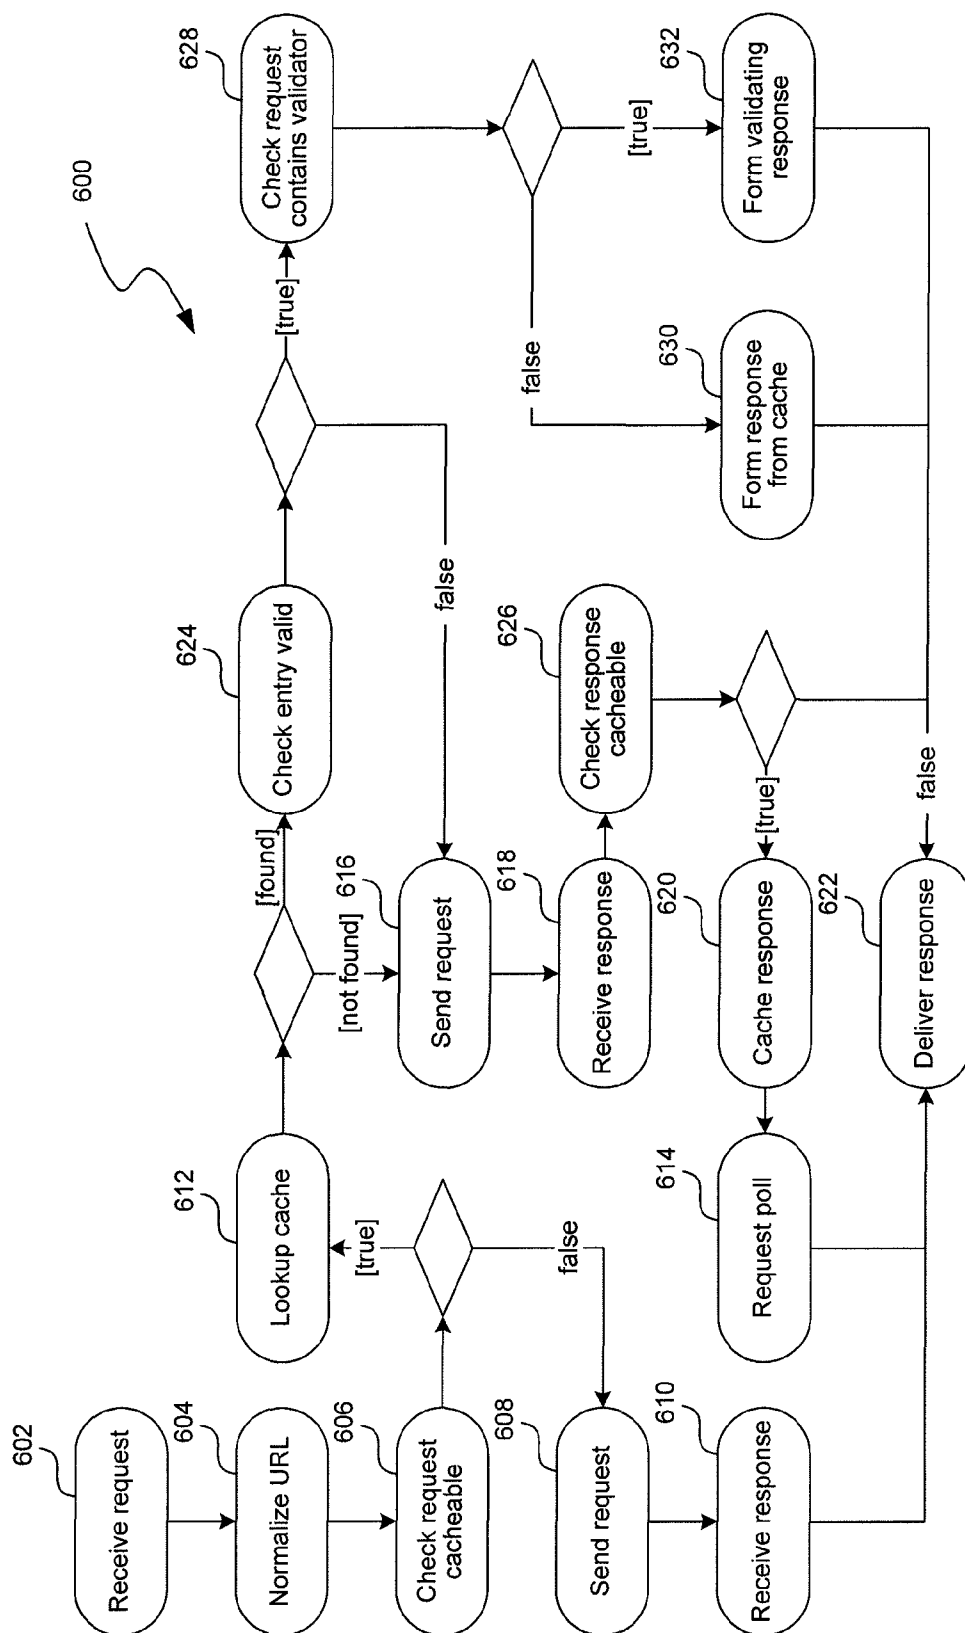 600
602
Receive request
604
Normalize URL
606
Check request
cacheable
[true]
false
608
Send request
610
Receive response
612
Lookup cache
[found]
[not found]
614
Request poll
616
Send request
618
Receive response
620
Cache response
622
Deliver response
624
Check entry valid
[true]
false
626
Check response
cacheable
[true]
false
628
Check request
contains validator
false
[true]
630
Form response
from cache
632
Form validating
response